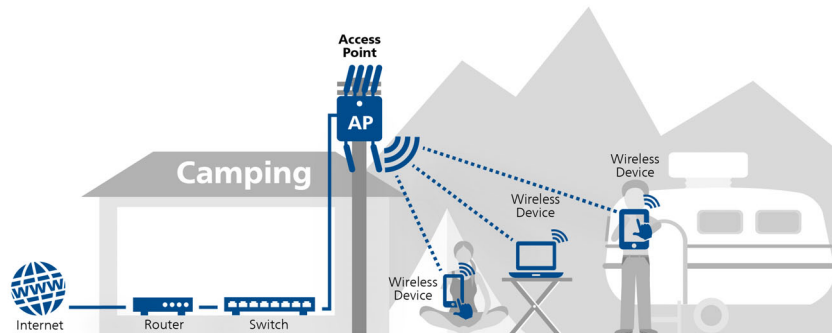 Access
Point
AP
Camping
Wireless
Device
Wireless
Device
Wireless
Device
WWW
Internet
Router
Switch